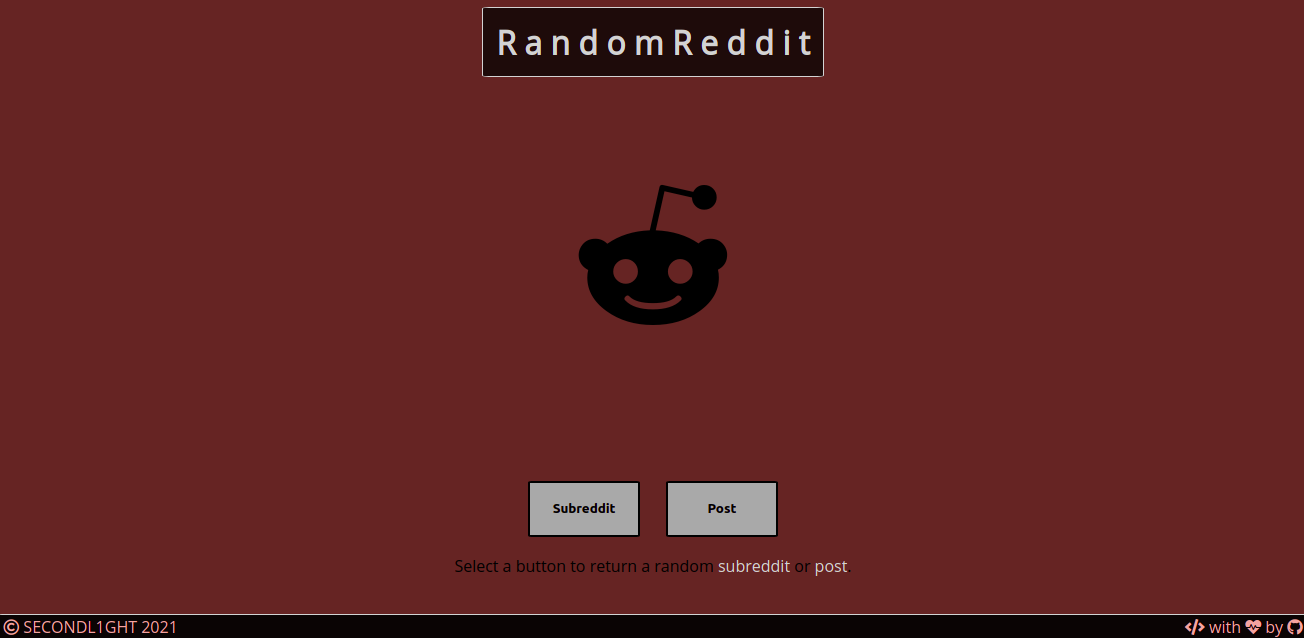 RandomReddit
Subreddit
Post
Select a button to return a random subreddit or post.
© SECONDL1GHT 2021
</> with by